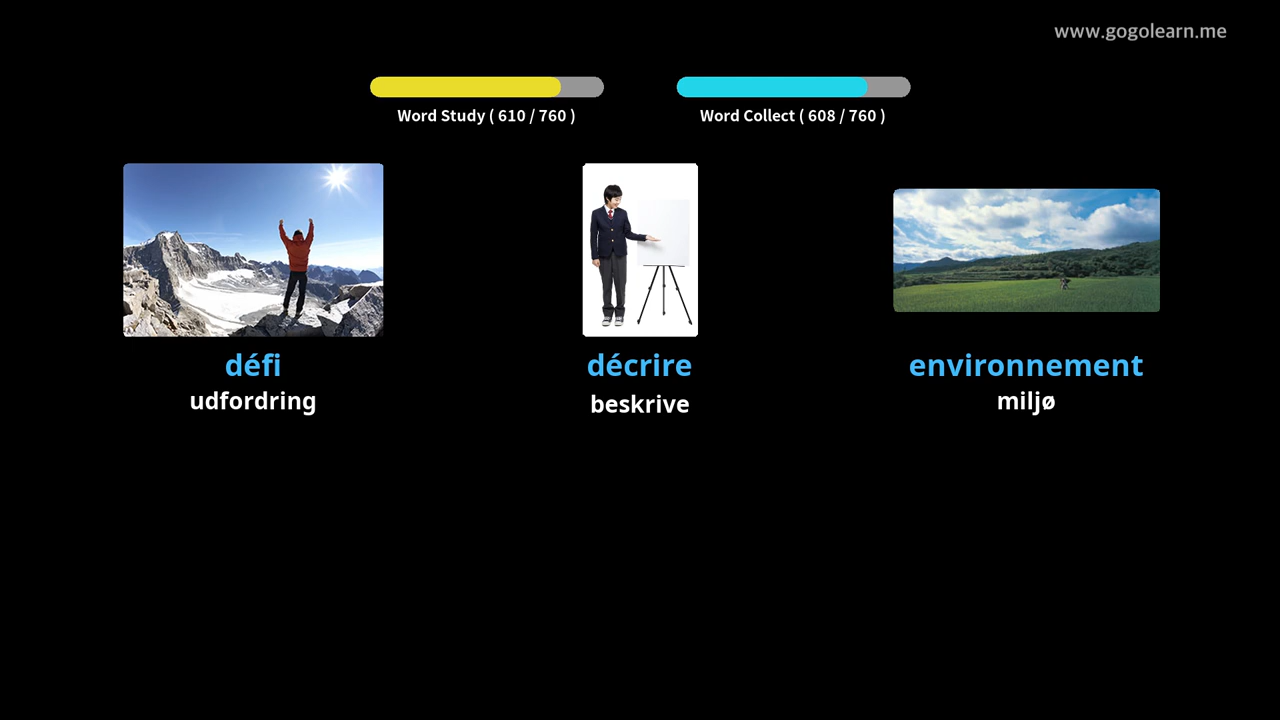 www.gogolearn.me
Word Study ( 610 / 760 )
Word Collect ( 608 / 760 )
défi
udfordring
décrire
beskrive
environnement
miljø